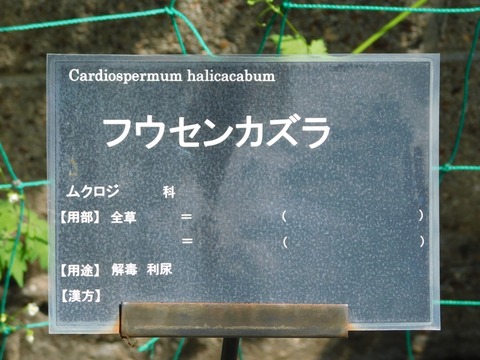 Cardiospermum halicacabum
フウセンカズラ
ムクロジ 科
【用部】 全草 = ( )
= ( )
【用途】 解毒 利尿
【漢方】